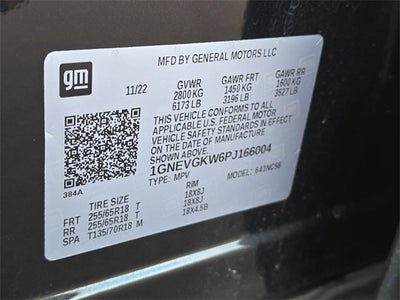 MFD BY GENERAL MOTORS LLC
gm
11/22
GVWR GAWR FRT GAWR RR
2800 KG 1450 KG 1600 KG
6173 LB 3196 LB 3527 LB
THIS VEHICLE CONFORMS TO ALL
APPLICABLE U.S. FEDERAL MOTOR
VEHICLE SAFETY STANDARDS IN EFFECT
ON THE DATE OF MANUFACTURE
SHOWN ABOVE.
1GNEVGKW6PJ166004
TYPE: MPV MODEL:
384A
TIRE SIZE RIM
FRT 255/65R18 T 18X8J
RR 255/65R18 T 18X8J
SPA T135/70R18 M 18X4.5B